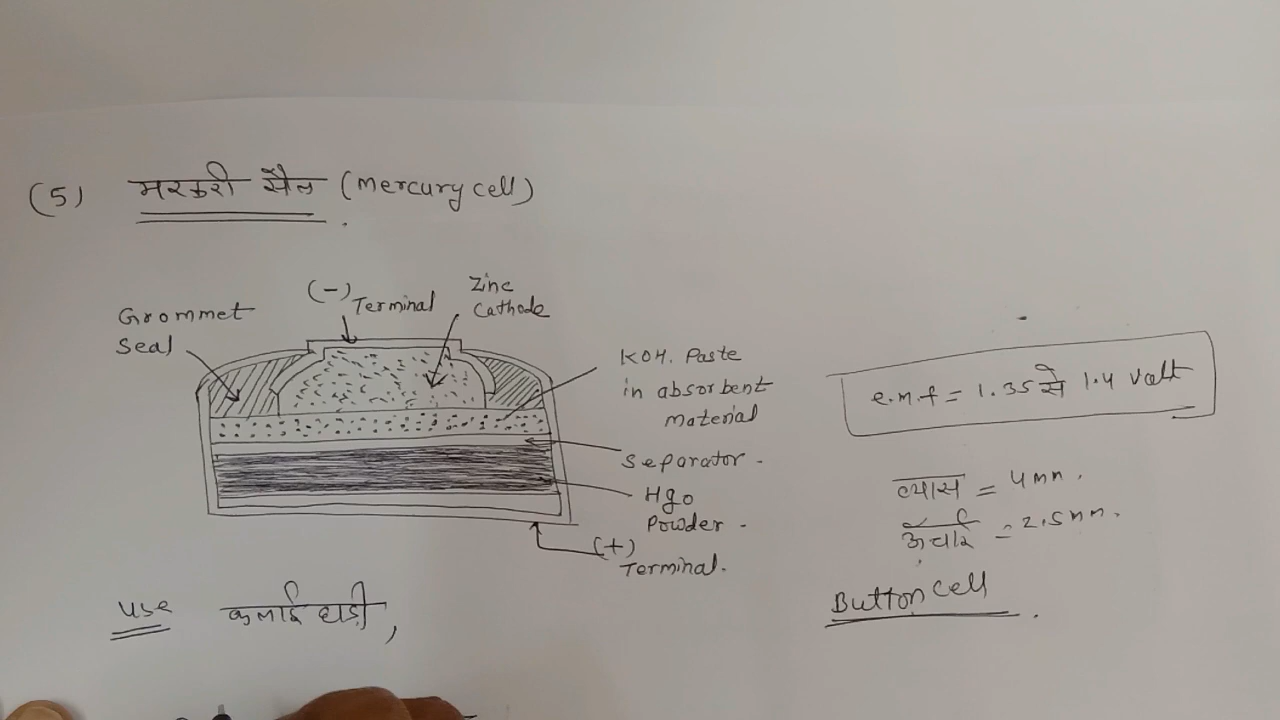 (5) मरकरी सैल (Mercury cell)
(-) Terminal
Zinc
Cathode
Grommet
Seal
KOH. Paste
in absorbent
material
Separator -
Hgo
Powder -
(+)
Terminal.
e.m.f = 1.35 से 1.4 Volt
व्यास = 4mm.
ऊँचाई = 2.5mm.
Button cell
use कलाई घड़ी,